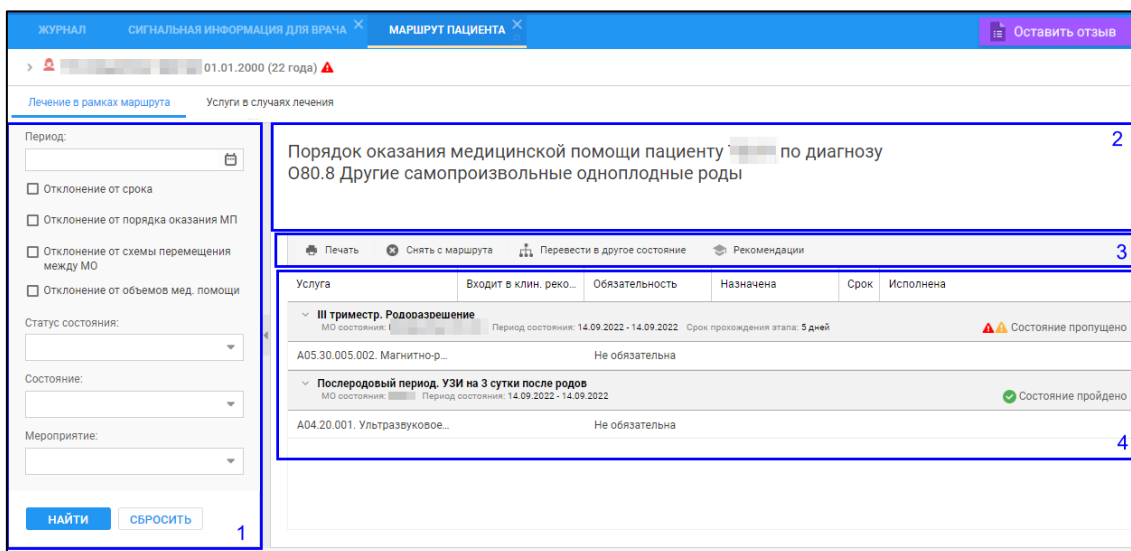 ЖУРНАЛ СИГНАЛЬНАЯ ИНФОРМАЦИЯ ДЛЯ ВРАЧА МАРШРУТ ПАЦИЕНТА Оставить отзыв
01.01.2000 (22 года)
Лечение в рамках маршрута Услуги в случаях лечения
Период:
Отклонение от срока
Отклонение от порядка оказания МП
Отклонение от схемы перемещения
между МО
Отклонение от объемов мед. помощи
Статус состояния:
Состояние:
Мероприятие:
НАЙТИ СБРОСИТЬ
1
2
Порядок оказания медицинской помощи пациенту по диагнозу
O80.8 Другие самопроизвольные одноплодные роды
Печать Снять с маршрута Перевести в другое состояние Рекомендации 3
Услуга Входит в клин. реко... Обязательность Назначена Срок Исполнена
III триместр. Родоразрешение
МО состояния: Период состояния: 14.09.2022 - 14.09.2022 Срок прохождения этапа: 5 дней Состояние пропущено
A05.30.005.002. Магнитно-р... Не обязательна
Послеродовый период. УЗИ на 3 сутки после родов
МО состояния: Период состояния: 14.09.2022 - 14.09.2022 Состояние пройдено
A04.20.001. Ультразвуковое... Не обязательна
4